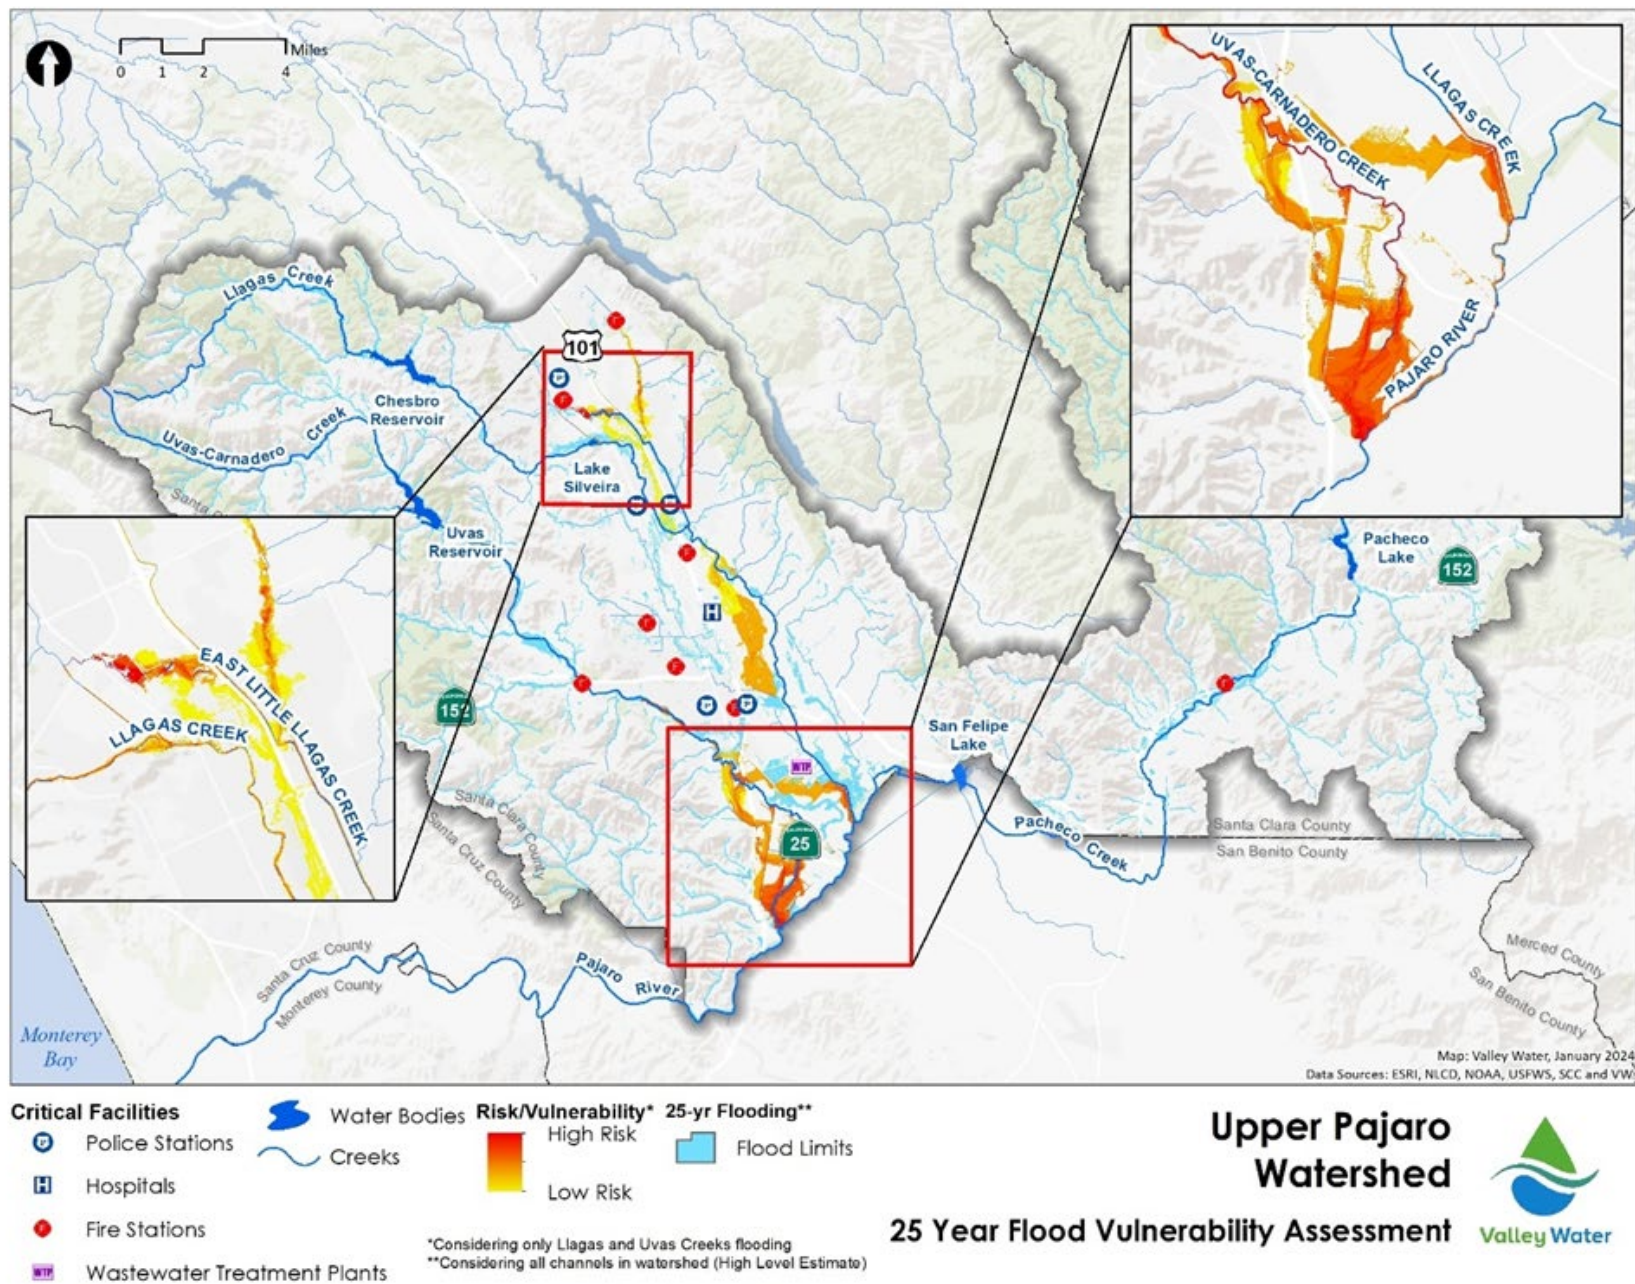 Miles
0 1 2 4
UVAS-CARNADERO CREEK
LLAGAS CREEK
PAJARO RIVER
Llagas Creek
101
Chesbro
Reservoir
Uvas-Carnadero Creek
Lake
Silveira
Uvas
Reservoir
Pacheco
Lake
152
H
EAST LITTLE LLAGAS CREEK
LLAGAS CREEK
152
San Felipe
Lake
WTP
25
Santa Clara County
Santa Cruz County
Pacheco Creek
Santa Clara County
San Benito County
Santa Cruz County
Monterey County
Pajaro River
Merced County
San Benito County
Monterey
Bay
Map: Valley Water, January 2024
Data Sources: ESRI, NLCD, NOAA, USFWS, SCC and VW
Critical Facilities
Police Stations
Hospitals
Fire Stations
WTP Wastewater Treatment Plants
Water Bodies
Creeks
Risk/Vulnerability*
High Risk
Low Risk
25-yr Flooding**
Flood Limits
*Considering only Llagas and Uvas Creeks flooding
**Considering all channels in watershed (High Level Estimate)
Upper Pajaro
Watershed
25 Year Flood Vulnerability Assessment
Valley Water